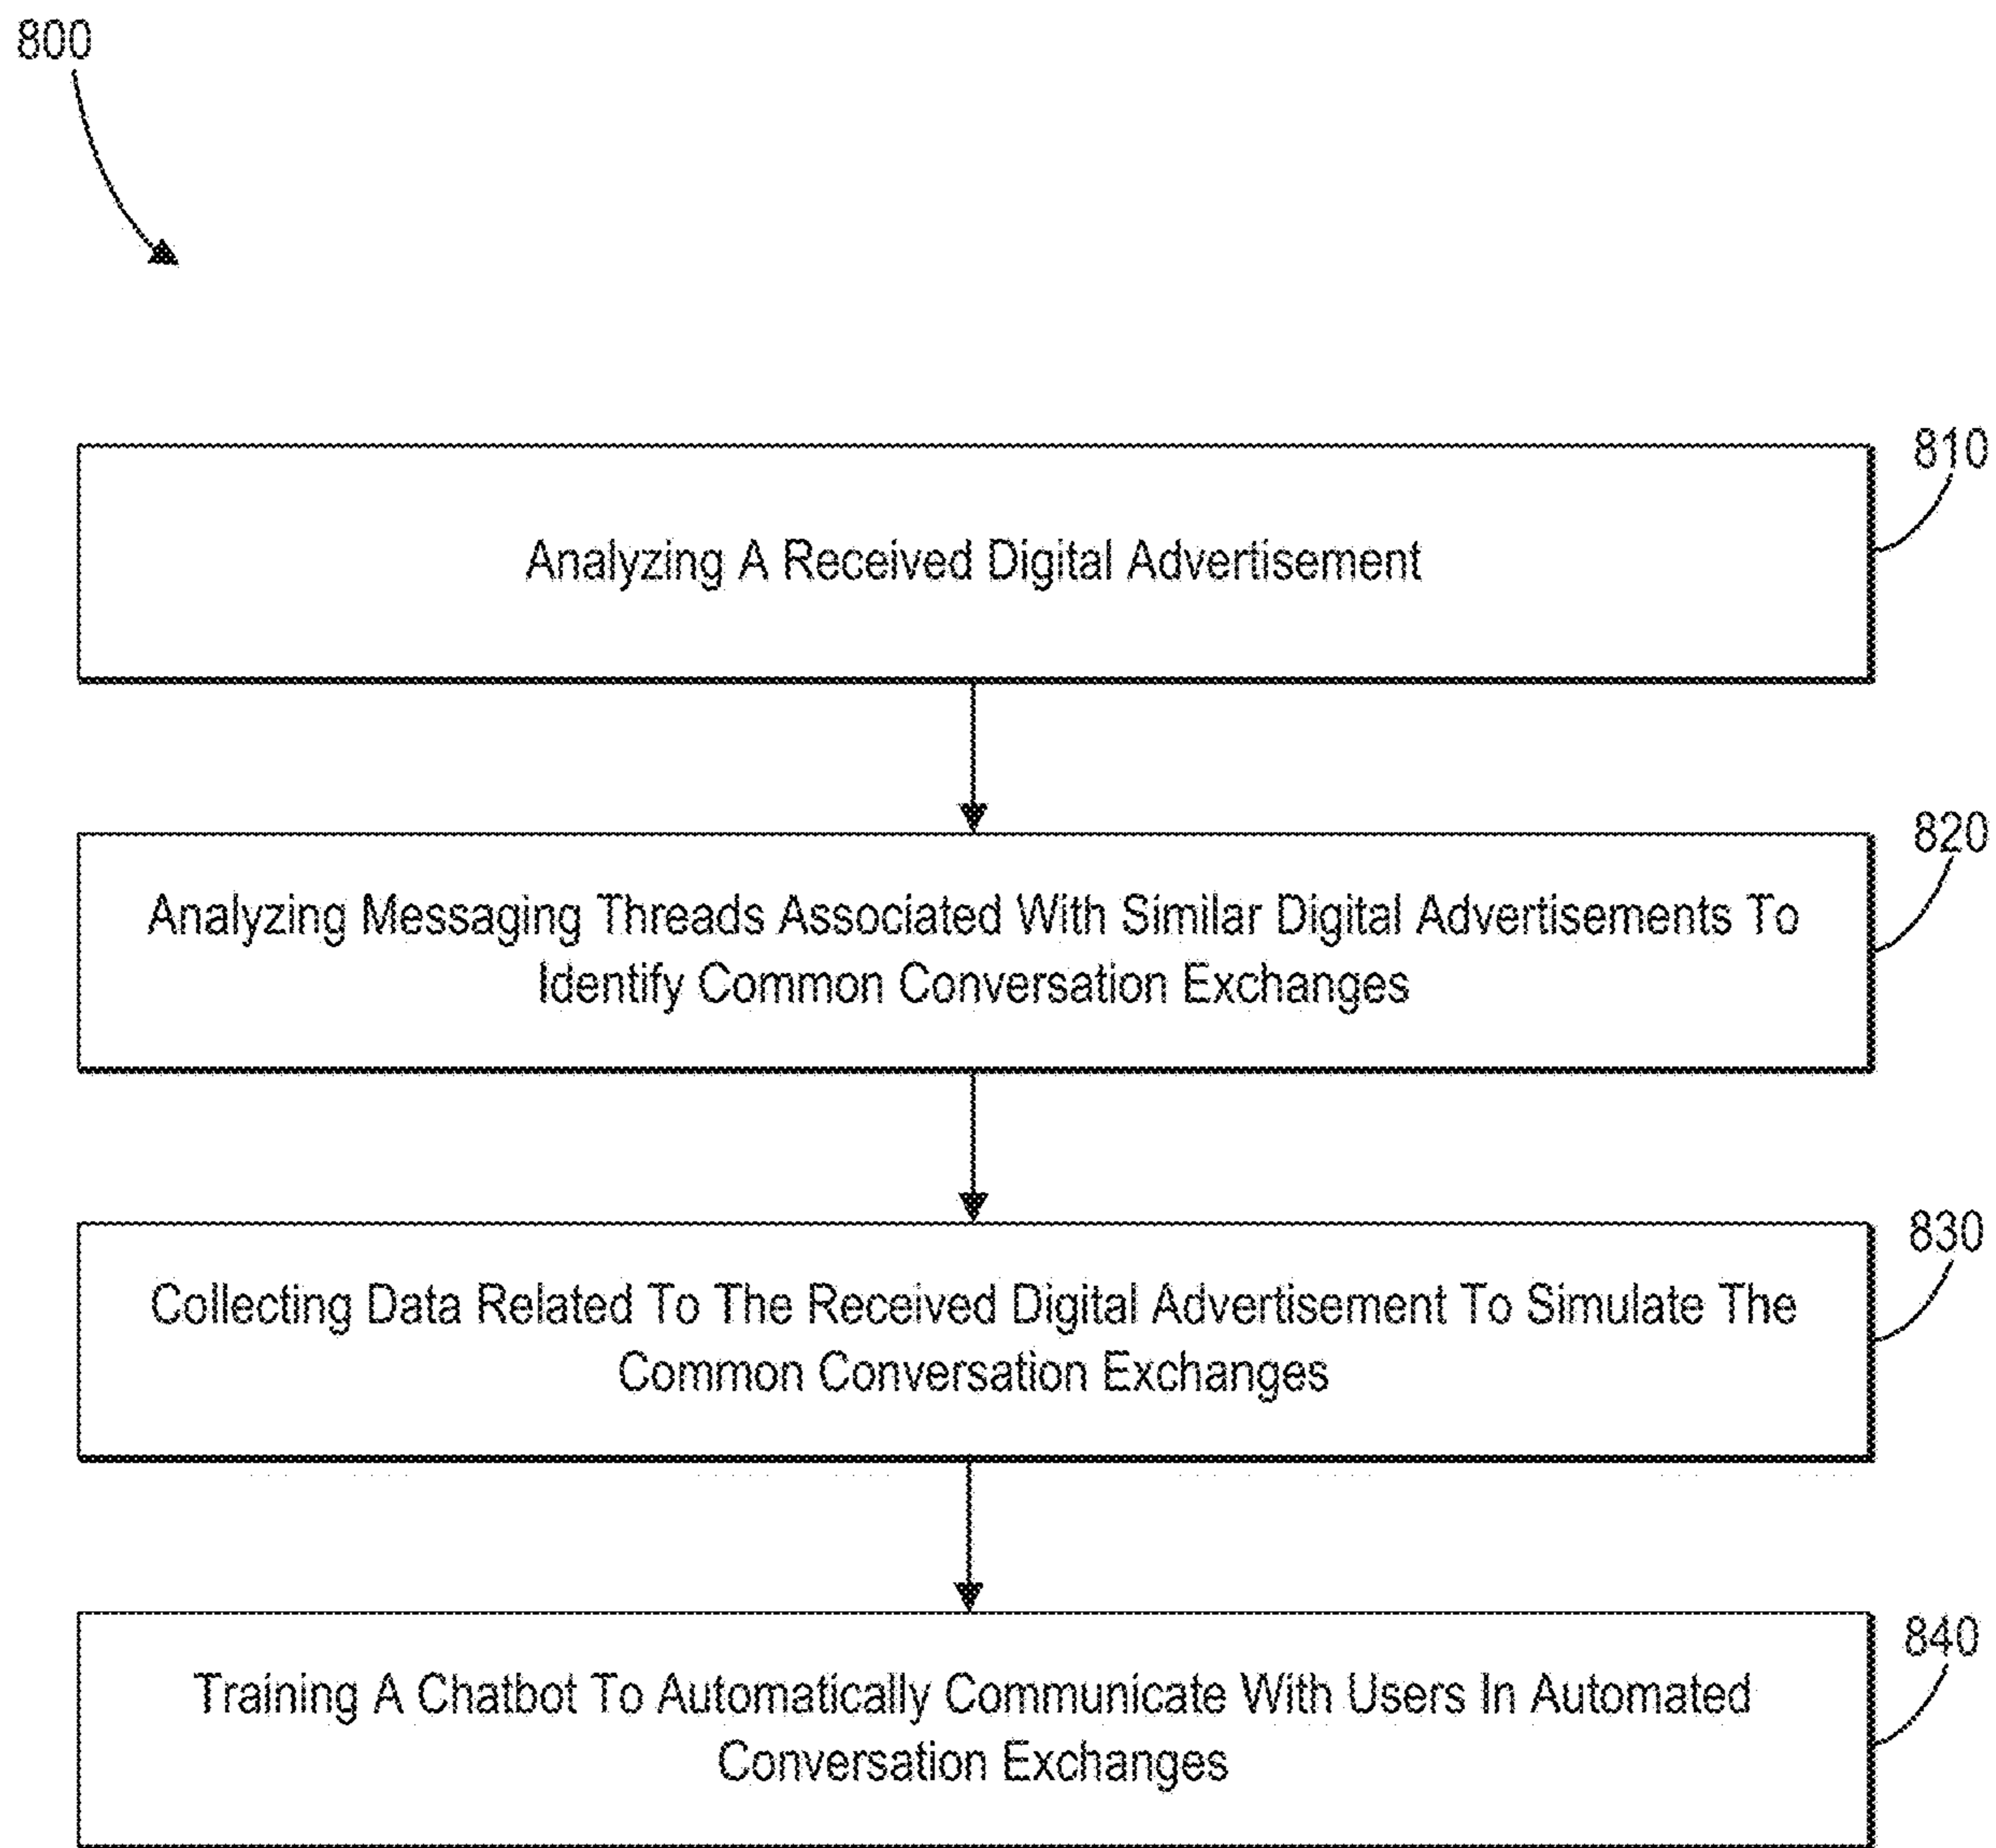 800
810
Analyzing A Received Digital Advertisement
820
Analyzing Messaging Threads Associated With Similar Digital Advertisements To
Identify Common Conversation Exchanges
830
Collecting Data Related To The Received Digital Advertisement To Simulate The
Common Conversation Exchanges
840
Training A Chatbot To Automatically Communicate With Users In Automated
Conversation Exchanges